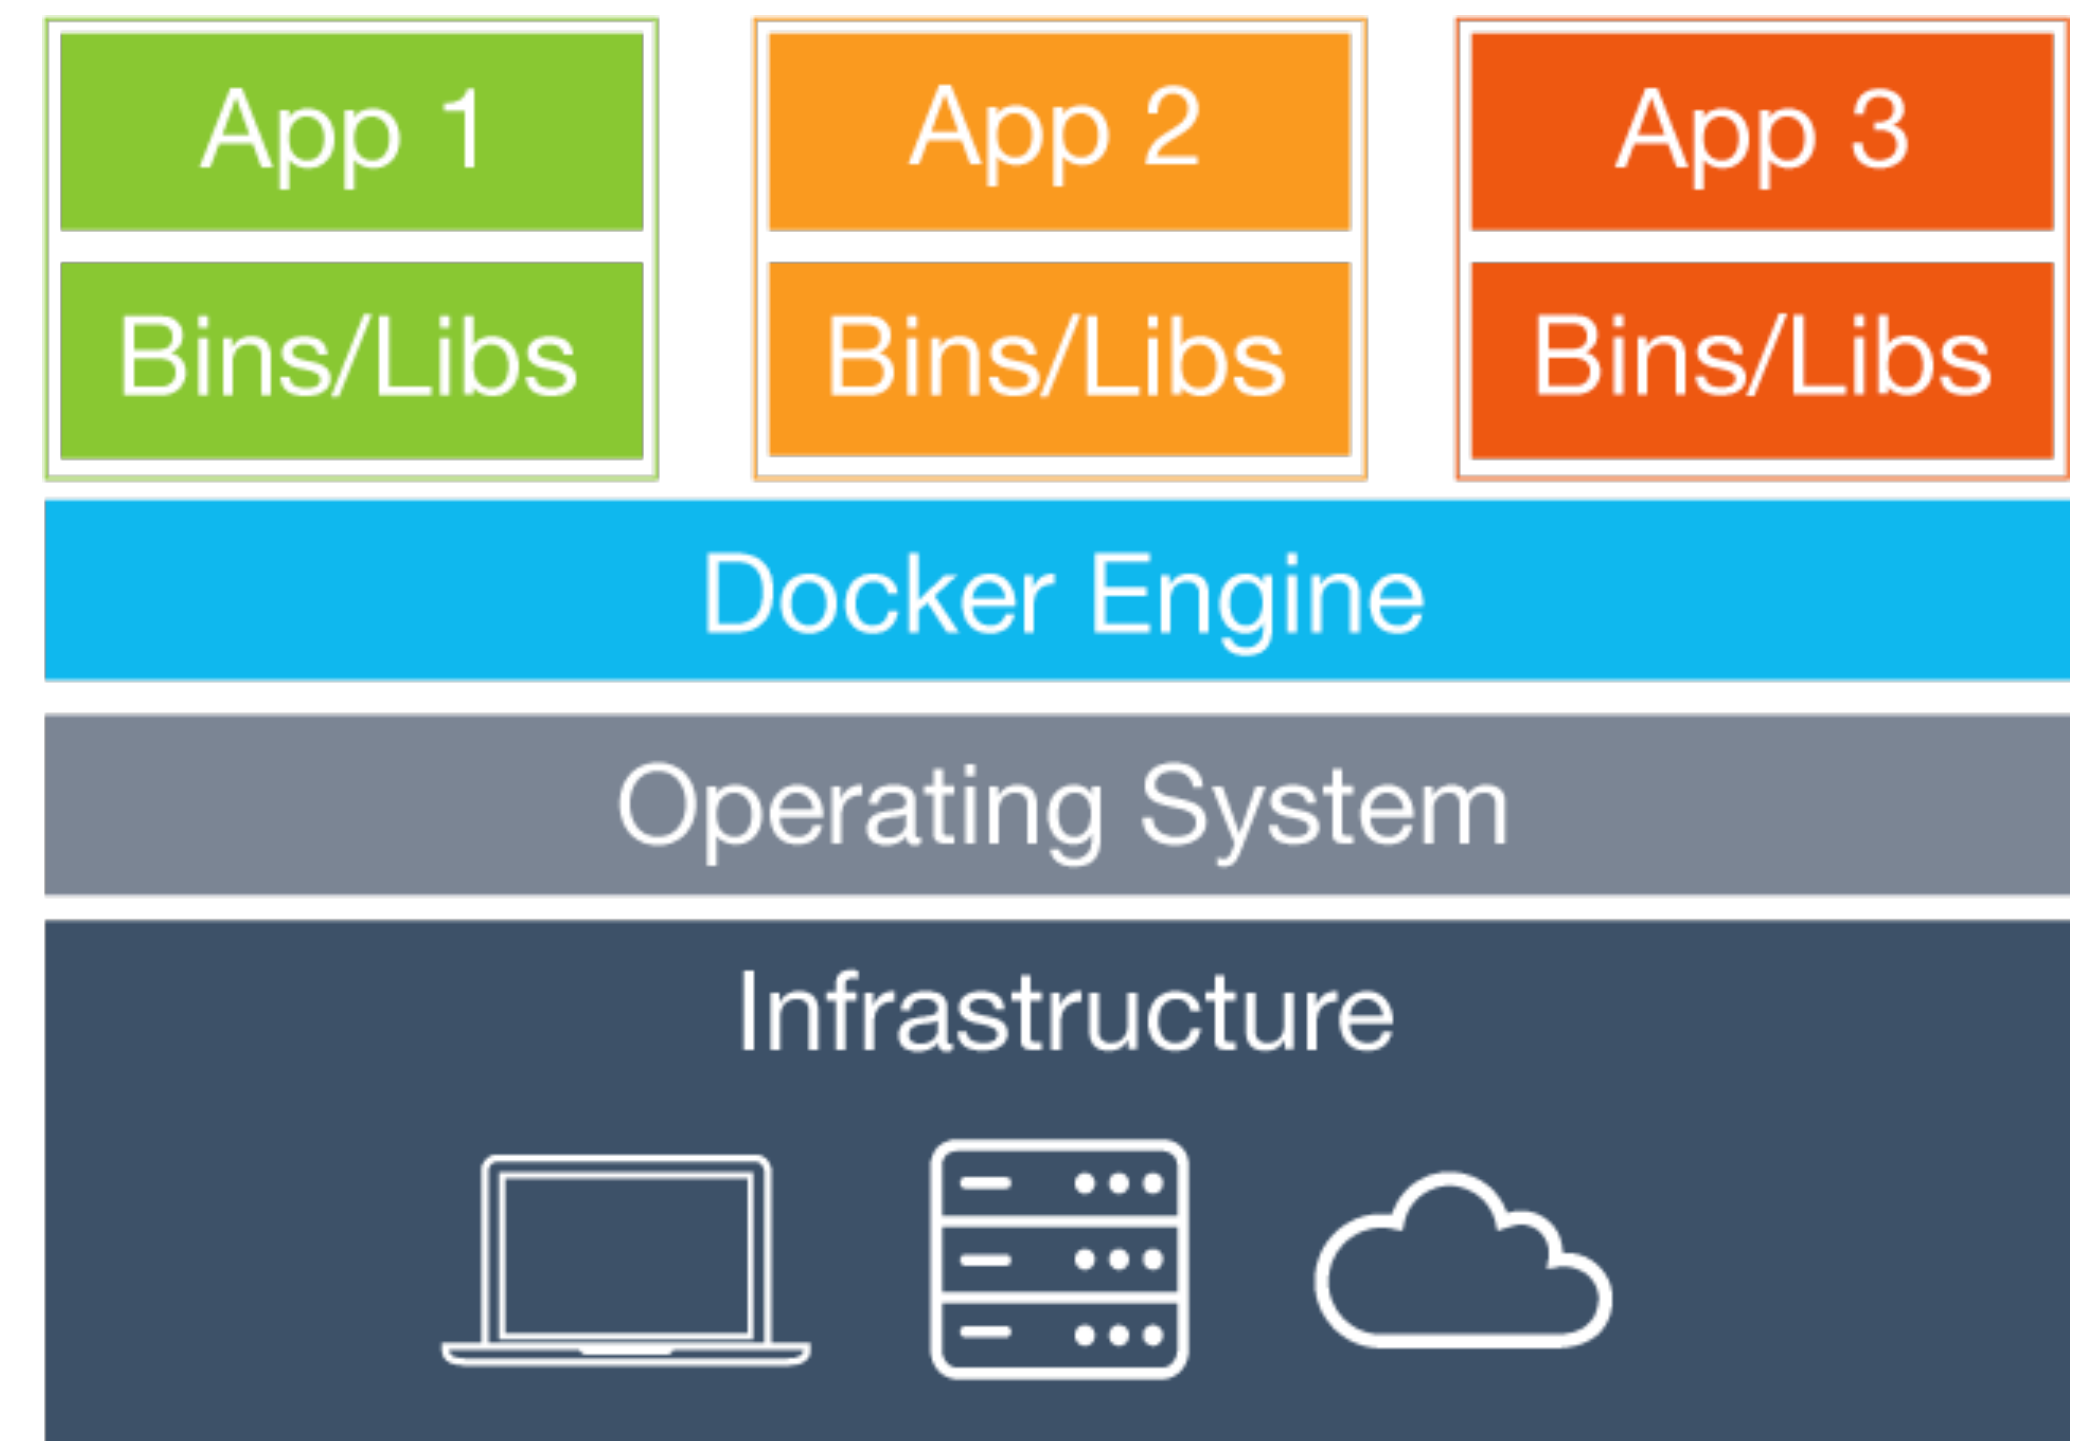 App 1
App 2
App 3
Bins/Libs
Bins/Libs
Bins/Libs
Docker Engine
Operating System
Infrastructure